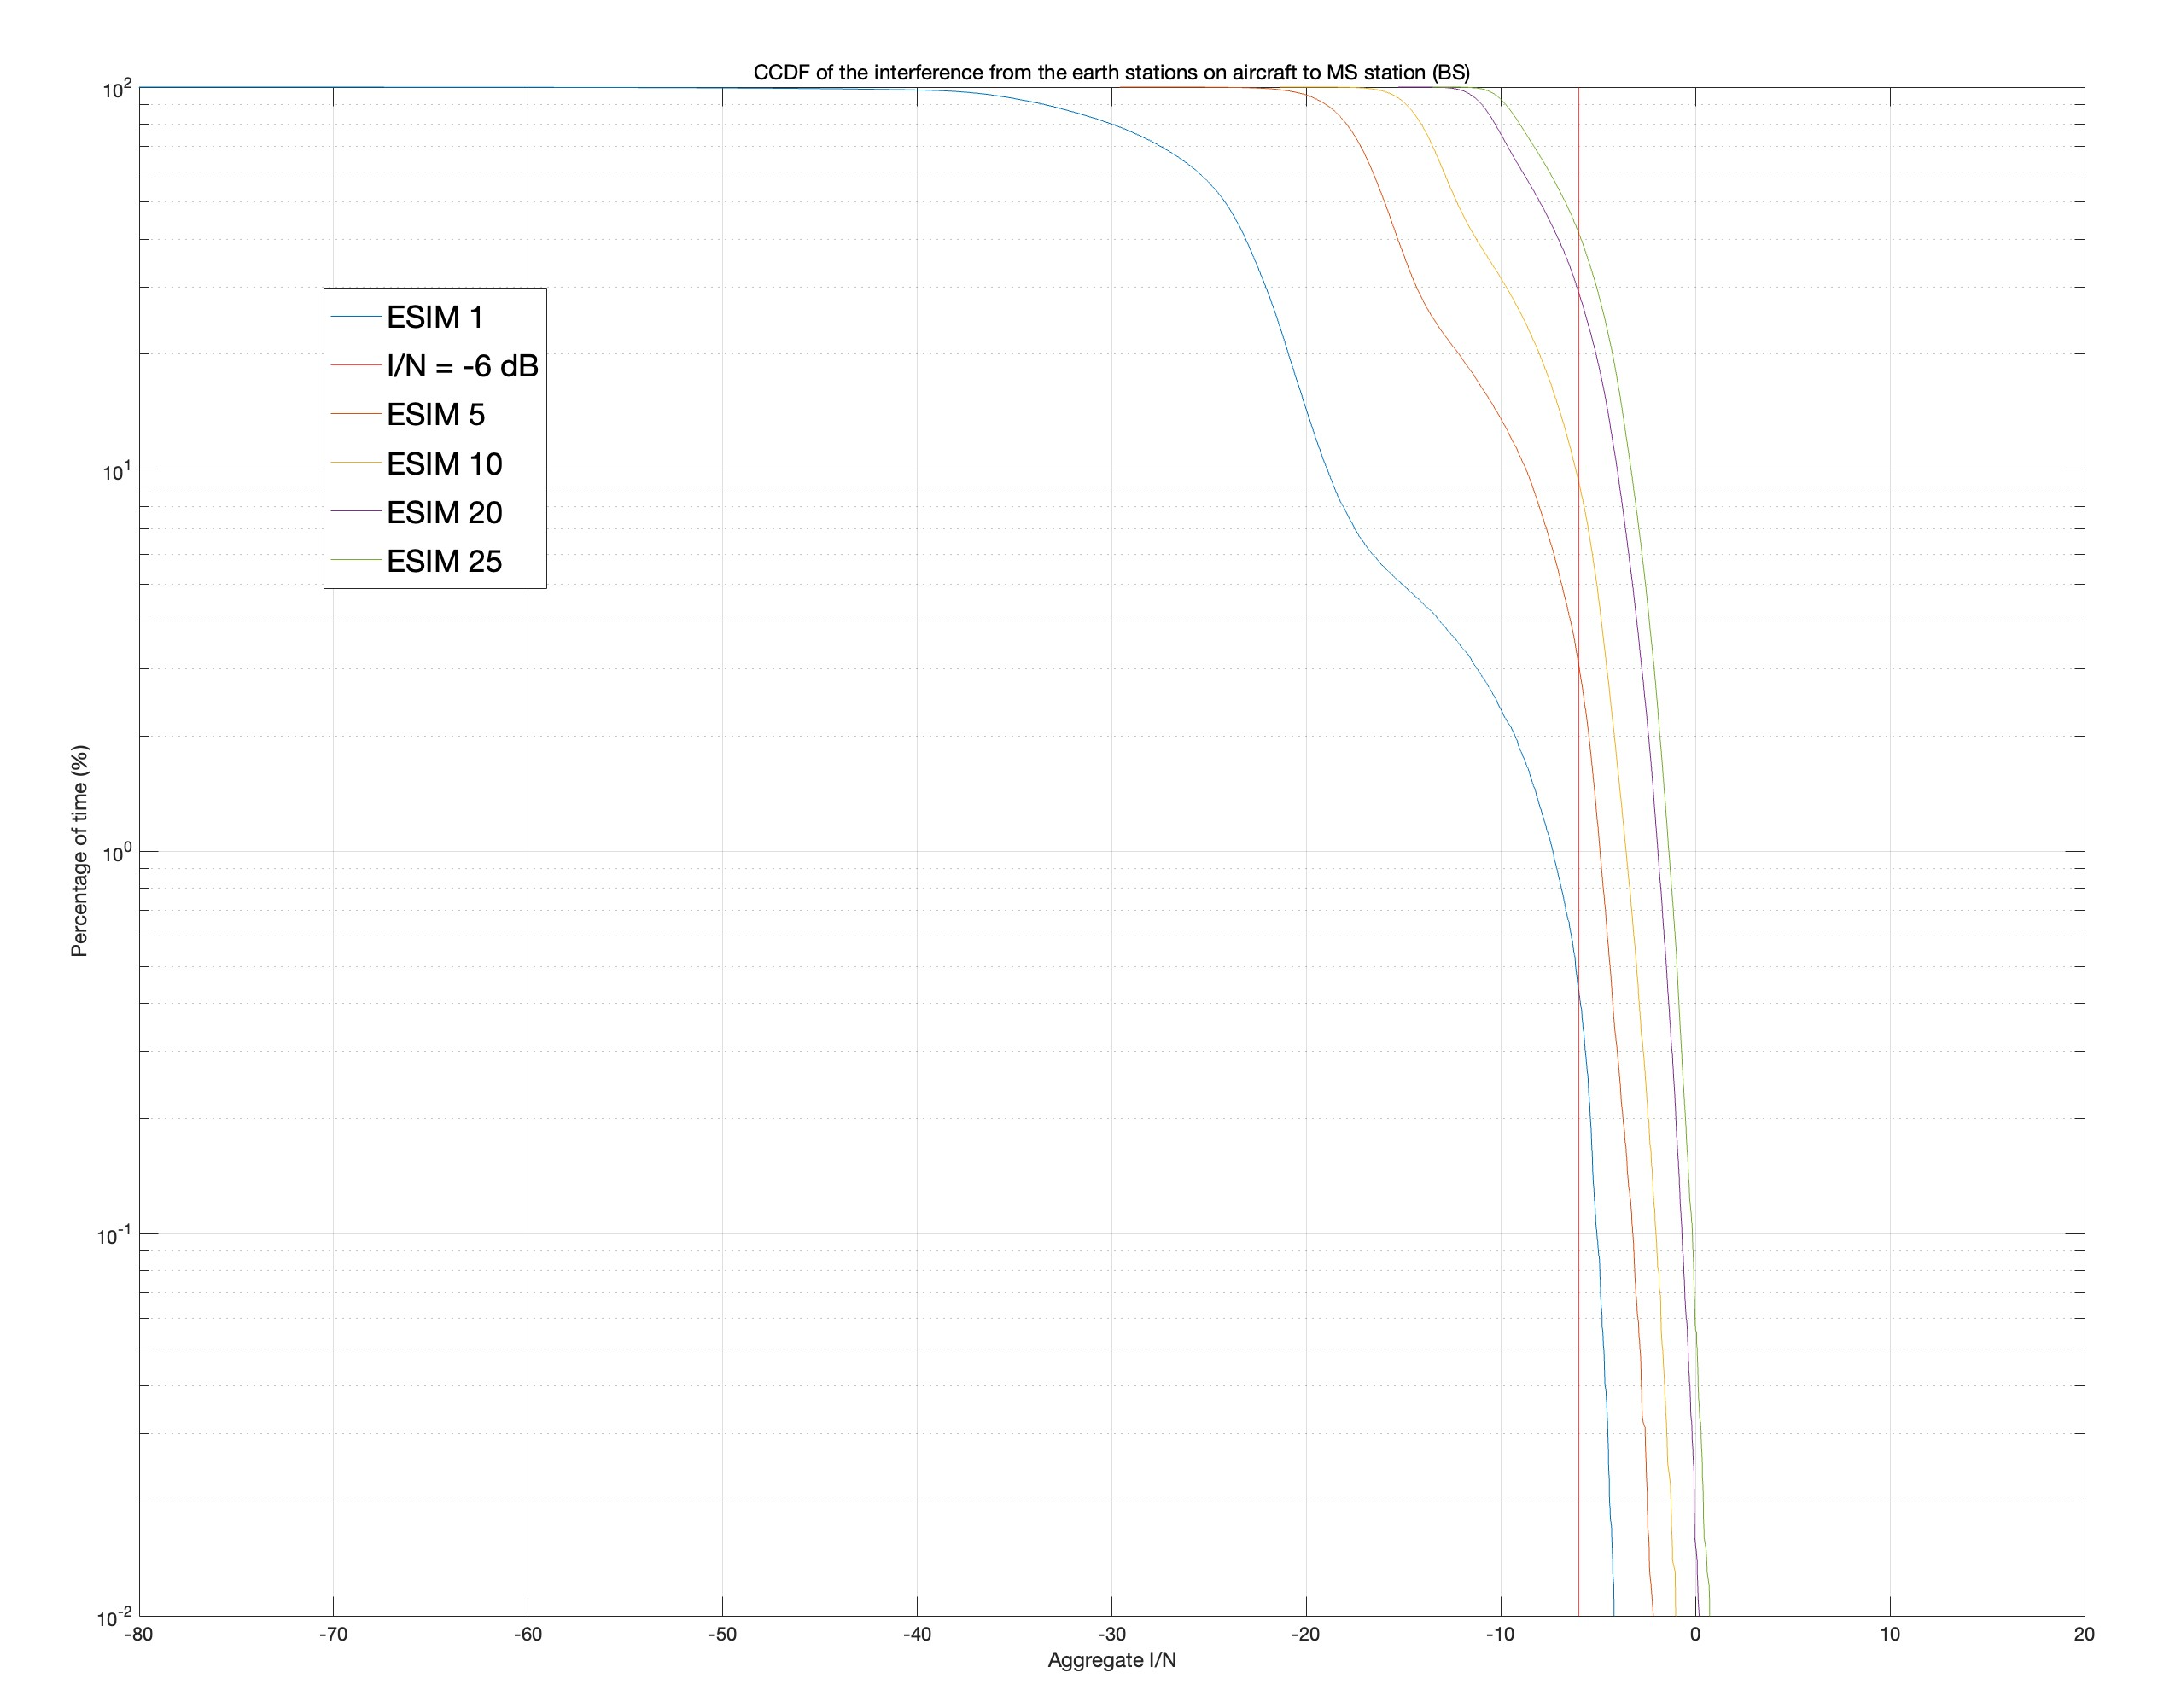 CCDF of the interference from the earth stations on aircraft to MS station (BS)
10^2
10^1
10^0
10^-1
10^-2
Percentage of time (%)
ESIM 1
I/N = -6 dB
ESIM 5
ESIM 10
ESIM 20
ESIM 25
-80 -70 -60 -50 -40 -30 -20 -10 0 10 20
Aggregate I/N